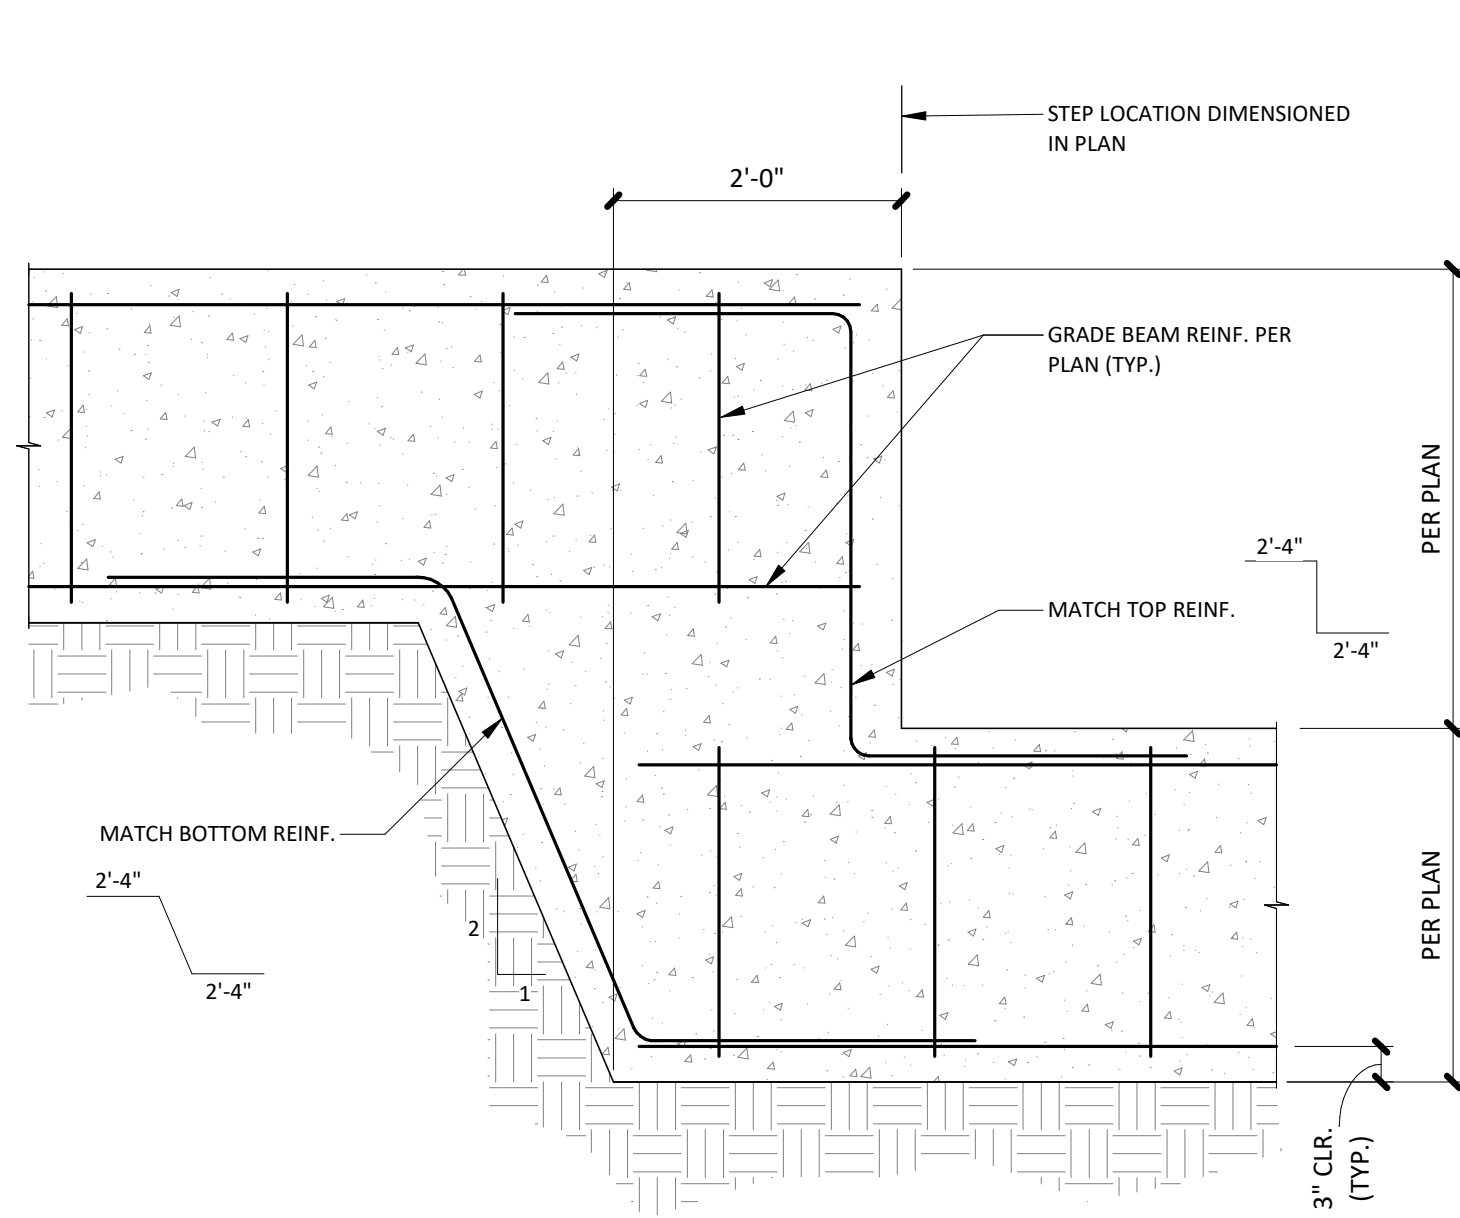 STEP LOCATION DIMENSIONED
IN PLAN
2'-0"
GRADE BEAM REINF. PER
PLAN (TYP.)
PER PLAN
2'-4"
MATCH TOP REINF.
2'-4"
MATCH BOTTOM REINF.
2'-4"
2'-4"
2
1
PER PLAN
3" CLR.
(TYP.)